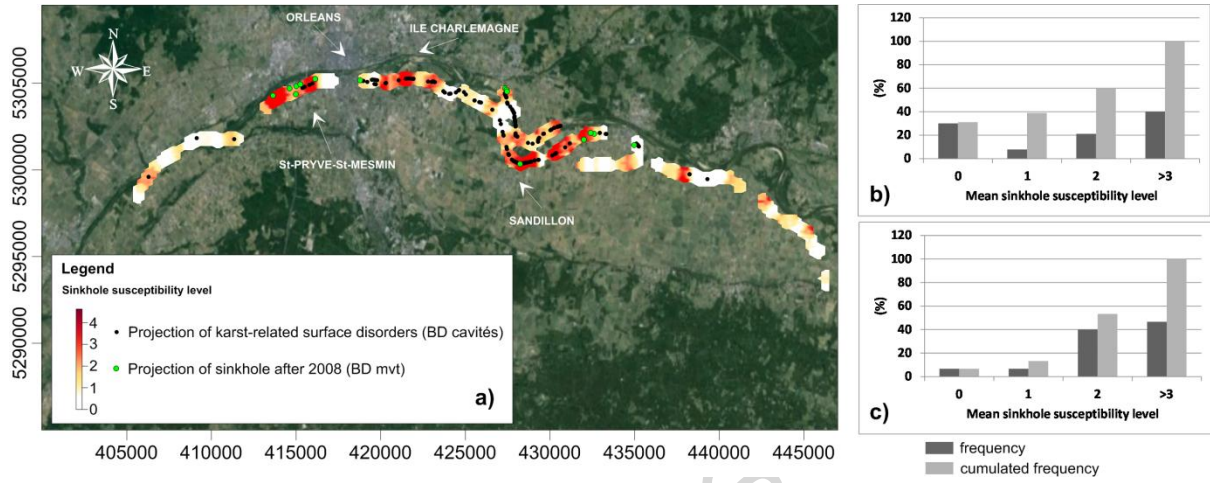 ORLEANS
ILE CHARLEMAGNE
N
W E
S
St-PRYVE-St-MESMIN
SANDILLON
5305000
5300000
5295000
5290000
Legend
Sinkhole susceptibility level
4
3
2
1
0
Projection of karst-related surface disorders (BD cavités)
Projection of sinkhole after 2008 (BD mvt)
a)
405000 410000 415000 420000 425000 430000 435000 440000 445000
120
100
80
60
40
20
0
(%)
0 1 2 >3
Mean sinkhole susceptibility level
b)
120
100
80
60
40
20
0
(%)
0 1 2 >3
Mean sinkhole susceptibility level
c)
frequency
cumulated frequency